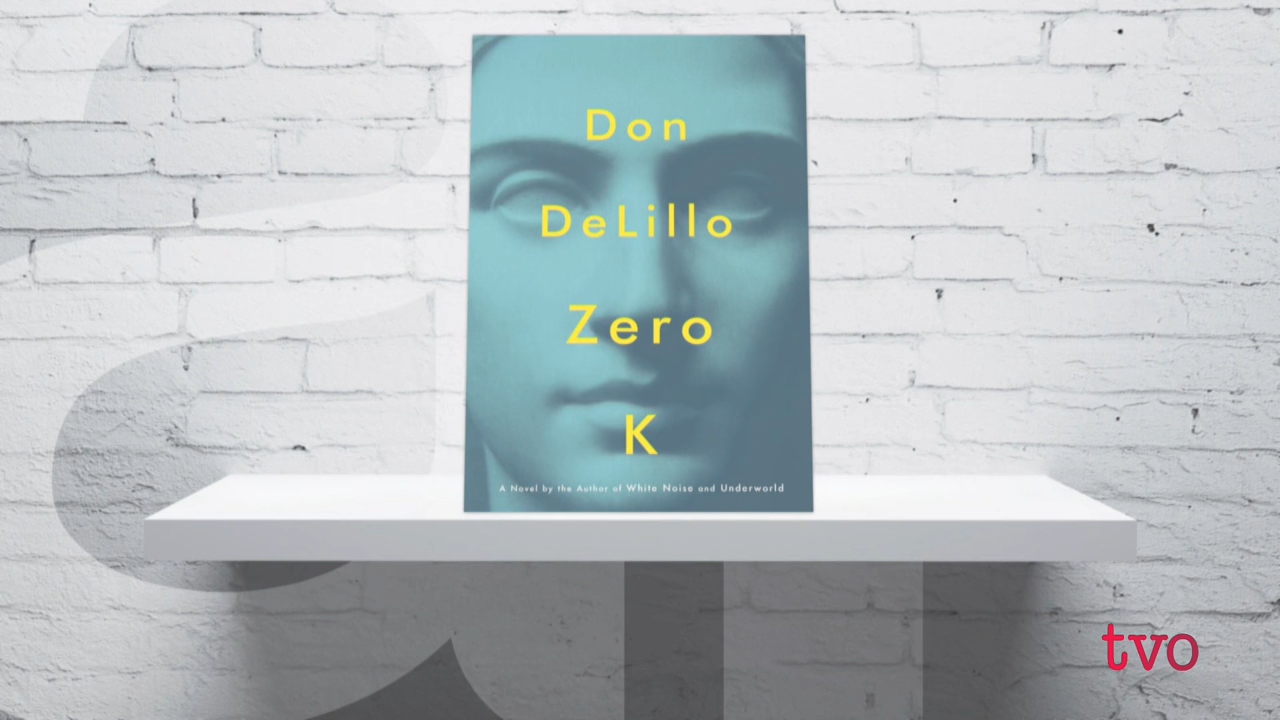 Don
DeLillo
Zero
K
A Novel by the Author of White Noise and Underworld
tvo